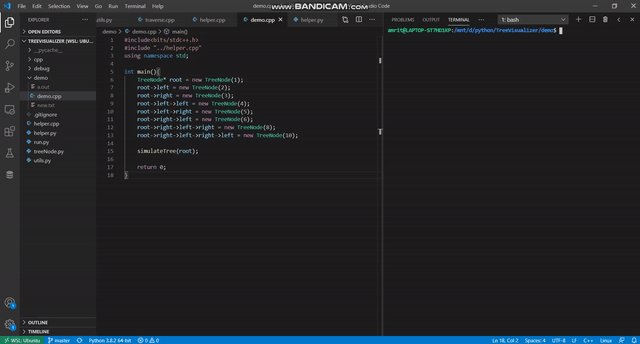 File Edit Selection View Go Run Terminal Help
www.BANDICAM.com
EXPLORER
OPEN EDITORS
TREEVISUALIZER [WSL: UBU
__pycache__
cpp
debug
demo
a.out
demo.cpp
new.txt
.gitignore
helper.cpp
helper.py
run.py
treeNode.py
utils.py
OUTLINE
TIMELINE
utils.py traverse.cpp helper.cpp demo.cpp helper.py
demo > demo.cpp > main()
1 #include<bits/stdc++.h>
2 #include "../helper.cpp"
3 using namespace std;
4
5 int main(){
6 TreeNode* root = new TreeNode(1);
7 root->left = new TreeNode(2);
8 root->right = new TreeNode(3);
9 root->left->left = new TreeNode(4);
10 root->left->right = new TreeNode(5);
11 root->right->left = new TreeNode(6);
12 root->right->left->right = new TreeNode(8);
13 root->right->left->right->left = new TreeNode(10);
14
15 simulateTree(root);
16
17 return 0;
18 }
PROBLEMS OUTPUT TERMINAL ··· 1: bash
amrit@LAPTOP-ST7HD1XP:/mnt/d/python/TreeVisualizer/demo$
WSL: Ubuntu master Python 3.8.2 64-bit 0 0 Ln 18, Col 2 Spaces: 4 UTF-8 LF C++ Linux